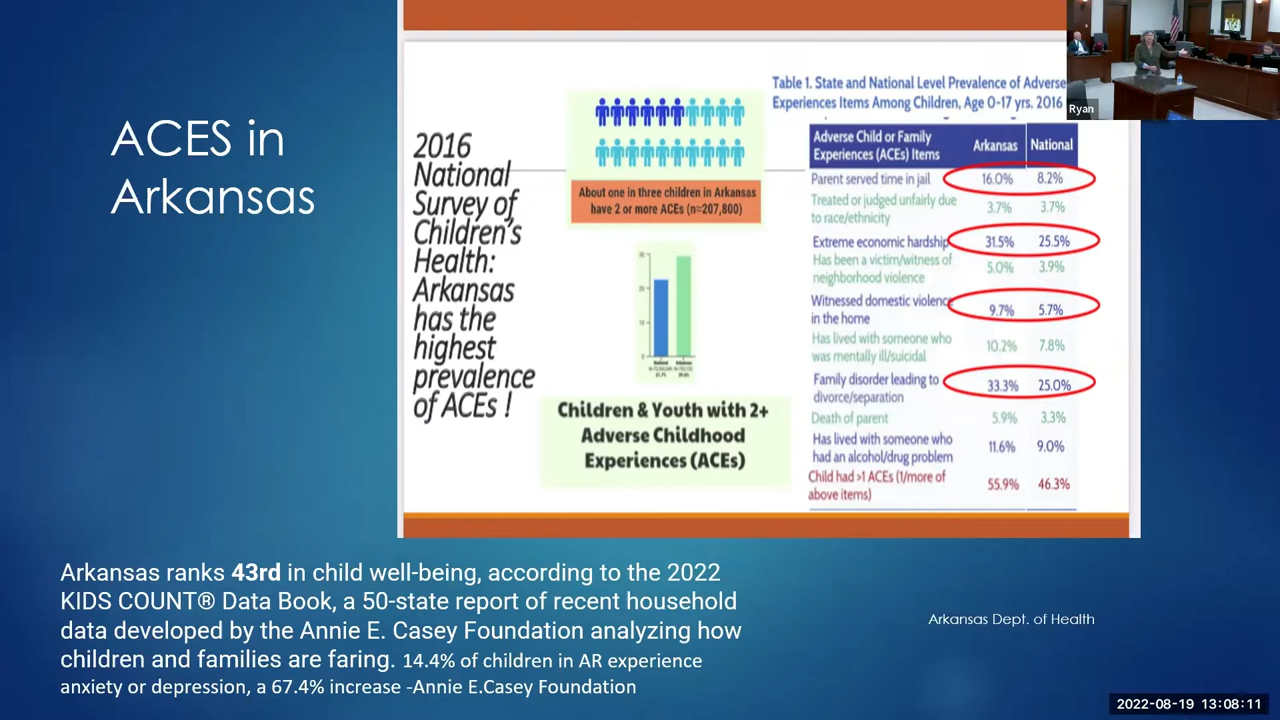 ACES in
Arkansas
2016
National
Survey of
Children's
Health:
Arkansas
has the
highest
prevalence
of ACEs !
About one in three children in Arkansas
have 2 or more ACEs (n=207,800)
Children & Youth with 2+
Adverse Childhood
Experiences (ACEs)
Table 1. State and National Level Prevalence of Adverse
Experiences Items Among Children, Age 0-17 yrs. 2016
Adverse Child or Family
Experiences (ACEs) Items Arkansas National
Parent served time in jail 16.0% 8.2%
Treated or judged unfairly due
to race/ethnicity 3.7% 3.7%
Extreme economic hardship 31.5% 25.5%
Has been a victim/witness of
neighborhood violence 5.0% 3.9%
Witnessed domestic violence
in the home 9.7% 5.7%
Has lived with someone who
was mentally ill/suicidal 10.2% 7.8%
Family disorder leading to
divorce/separation 33.3% 25.0%
Death of parent 5.9% 3.3%
Has lived with someone who
had an alcohol/drug problem 11.6% 9.0%
Child had >1 ACEs (1/more of
above items) 55.9% 46.3%
Ryan
Arkansas ranks 43rd in child well-being, according to the 2022
KIDS COUNT® Data Book, a 50-state report of recent household
data developed by the Annie E. Casey Foundation analyzing how
children and families are faring. 14.4% of children in AR experience
anxiety or depression, a 67.4% increase -Annie E.Casey Foundation
Arkansas Dept. of Health
2022-08-19 13:08:11